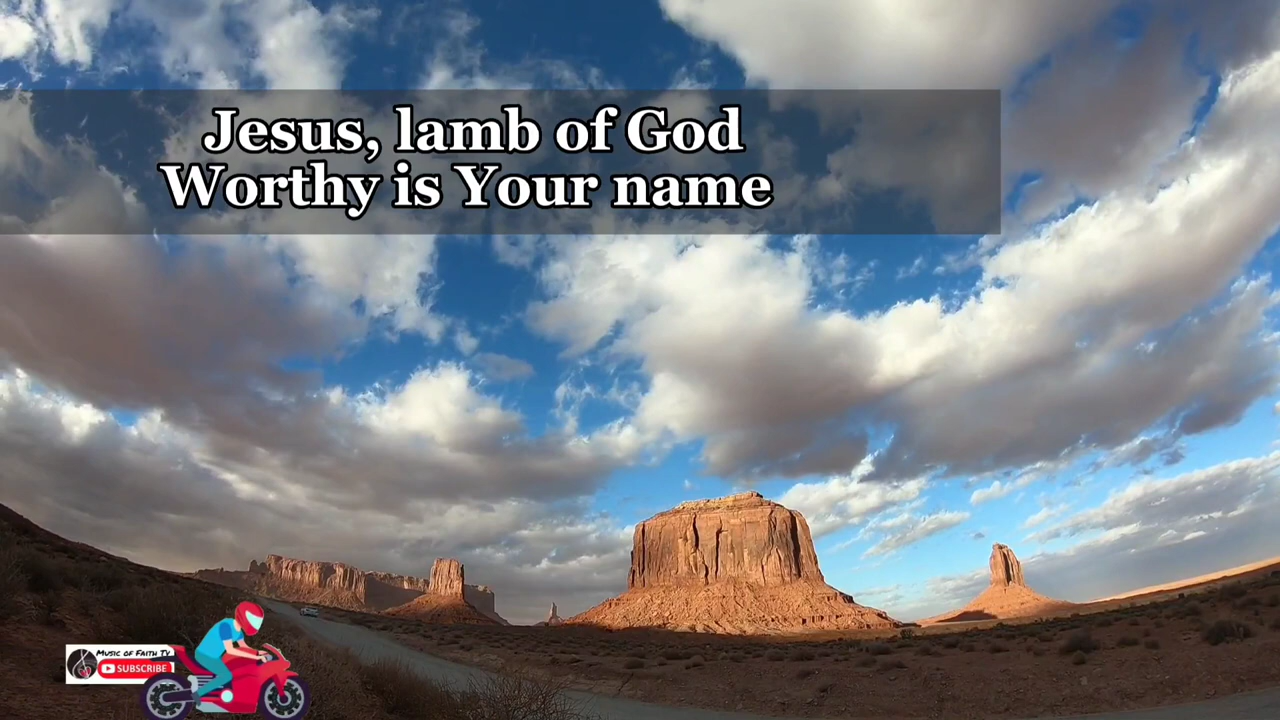 Jesus, lamb of God
Worthy is Your name
Music of Faith Tv
SUBSCRIBE